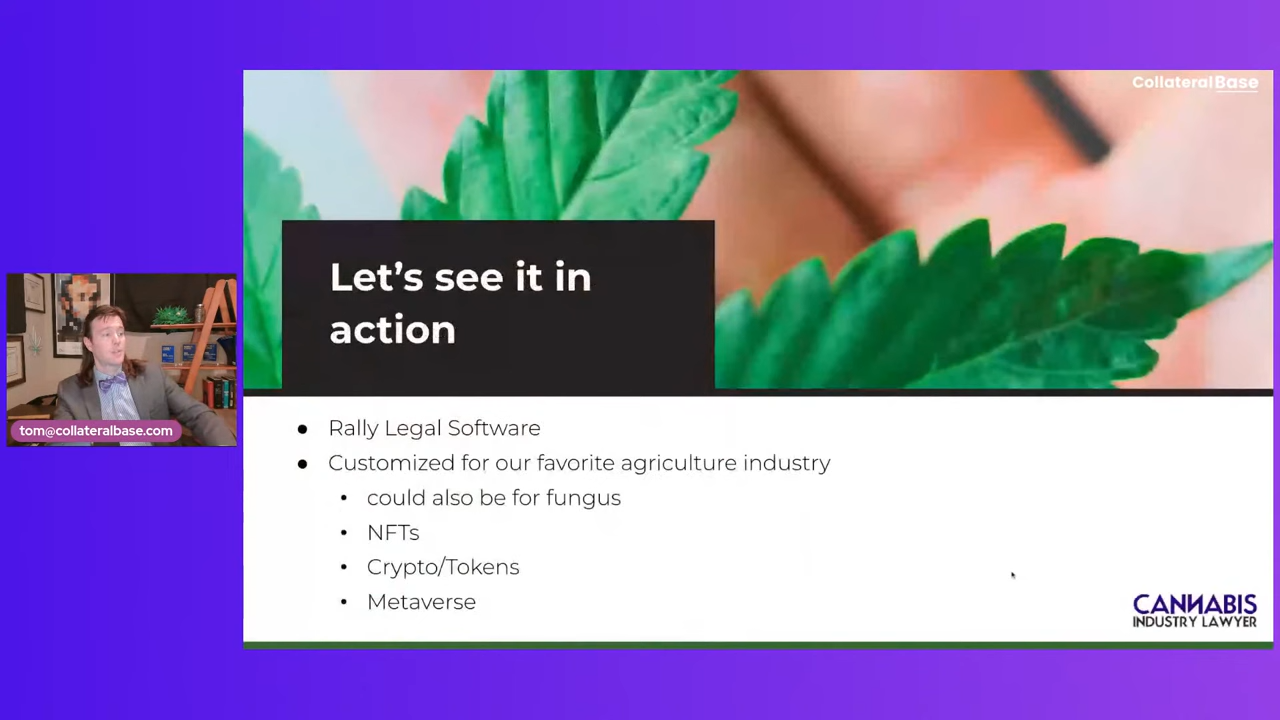 CollateralBase
Let's see it in
action
tom@collateralbase.com
Rally Legal Software
Customized for our favorite agriculture industry
could also be for fungus
NFTs
Crypto/Tokens
Metaverse
CANNABIS
INDUSTRY LAWYER